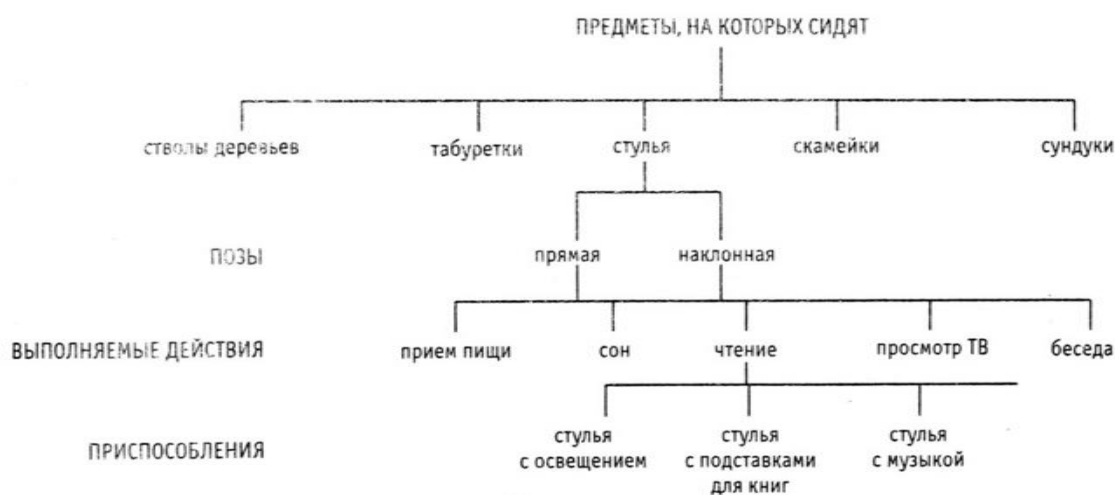 ПРЕДМЕТЫ, НА КОТОРЫХ СИДЯТ
стволы деревьев табуретки стулья скамейки сундуки
ПОЗЫ прямая наклонная
ВЫПОЛНЯЕМЫЕ ДЕЙСТВИЯ прием пищи сон чтение просмотр ТВ беседа
ПРИСПОСОБЛЕНИЯ
стулья
с освещением
стулья
с подставками
для книг
стулья
с музыкой